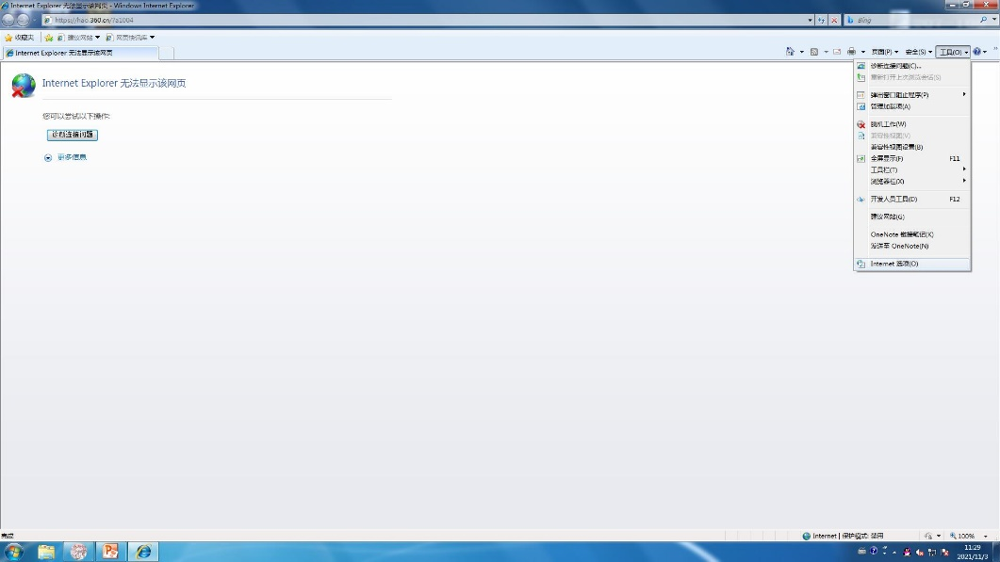 Internet Explorer 无法显示该网页 - Windows Internet Explorer
https://hao.360.cn/?a1004
Bing
收藏夹
建议网站
网页快讯库
Internet Explorer 无法显示该网页
页面(P)
安全(S)
工具(O)
Internet Explorer 无法显示该网页
您可以尝试以下操作:
诊断连接问题
更多信息
诊断连接问题(C)...
重新打开上次浏览会话(S)
弹出窗口阻止程序(P)
管理加载项(A)
脱机工作(W)
兼容性视图(V)
兼容性视图设置(B)
全屏显示(F) F11
工具栏(T)
浏览器栏(X)
开发人员工具(D) F12
建议网站(G)
OneNote 链接笔记(K)
发送至 OneNote(N)
Internet 选项(O)
完成
Internet | 保护模式: 禁用
100%
11:29
2021/11/3